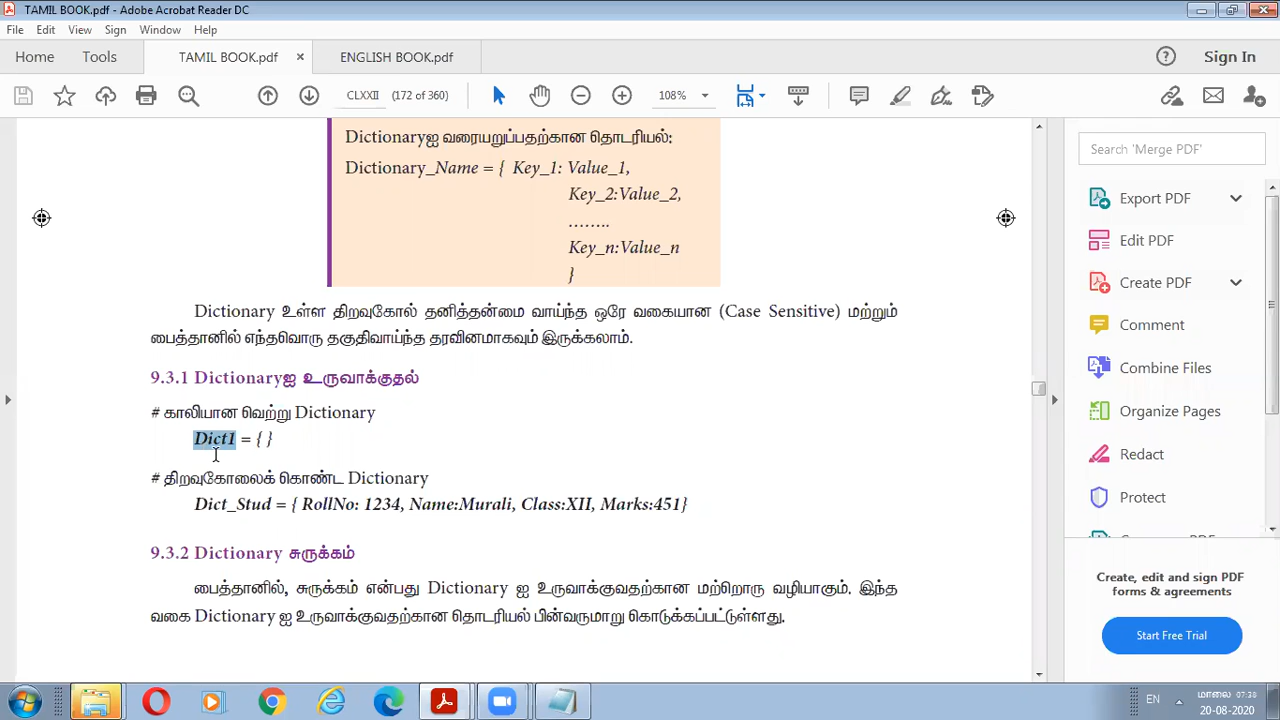 TAMIL BOOK.pdf - Adobe Acrobat Reader DC
File Edit View Sign Window Help
Home Tools TAMIL BOOK.pdf × ENGLISH BOOK.pdf Sign In
CLXXII (172 of 360) 108%
Search 'Merge PDF'
Export PDF
Edit PDF
Create PDF
Comment
Combine Files
Organize Pages
Redact
Protect
Create, edit and sign PDF
forms & agreements
Start Free Trial
Dictionaryஐ வரையறுப்பதற்கான தொடரியல்:
Dictionary_Name = { Key_1: Value_1,
Key_2:Value_2,
........
Key_n:Value_n
}
Dictionary உள்ள திறவுகோல் தனித்தன்மை வாய்ந்த ஒரே வகையான (Case Sensitive) மற்றும்
பைத்தானில் எந்தவொரு தகுதிவாய்ந்த தரவினமாகவும் இருக்கலாம்.
9.3.1 Dictionaryஐ உருவாக்குதல்
# காலியான வெற்று Dictionary
Dict1 = { }
# திறவுகோலைக் கொண்ட Dictionary
Dict_Stud = { RollNo: 1234, Name:Murali, Class:XII, Marks:451}
9.3.2 Dictionary சுருக்கம்
பைத்தானில், சுருக்கம் என்பது Dictionary ஐ உருவாக்குவதற்கான மற்றொரு வழியாகும். இந்த
வகை Dictionary ஐ உருவாக்குவதற்கான தொடரியல் பின்வருமாறு கொடுக்கப்பட்டுள்ளது.
EN மாலை 07:38
20-08-2020